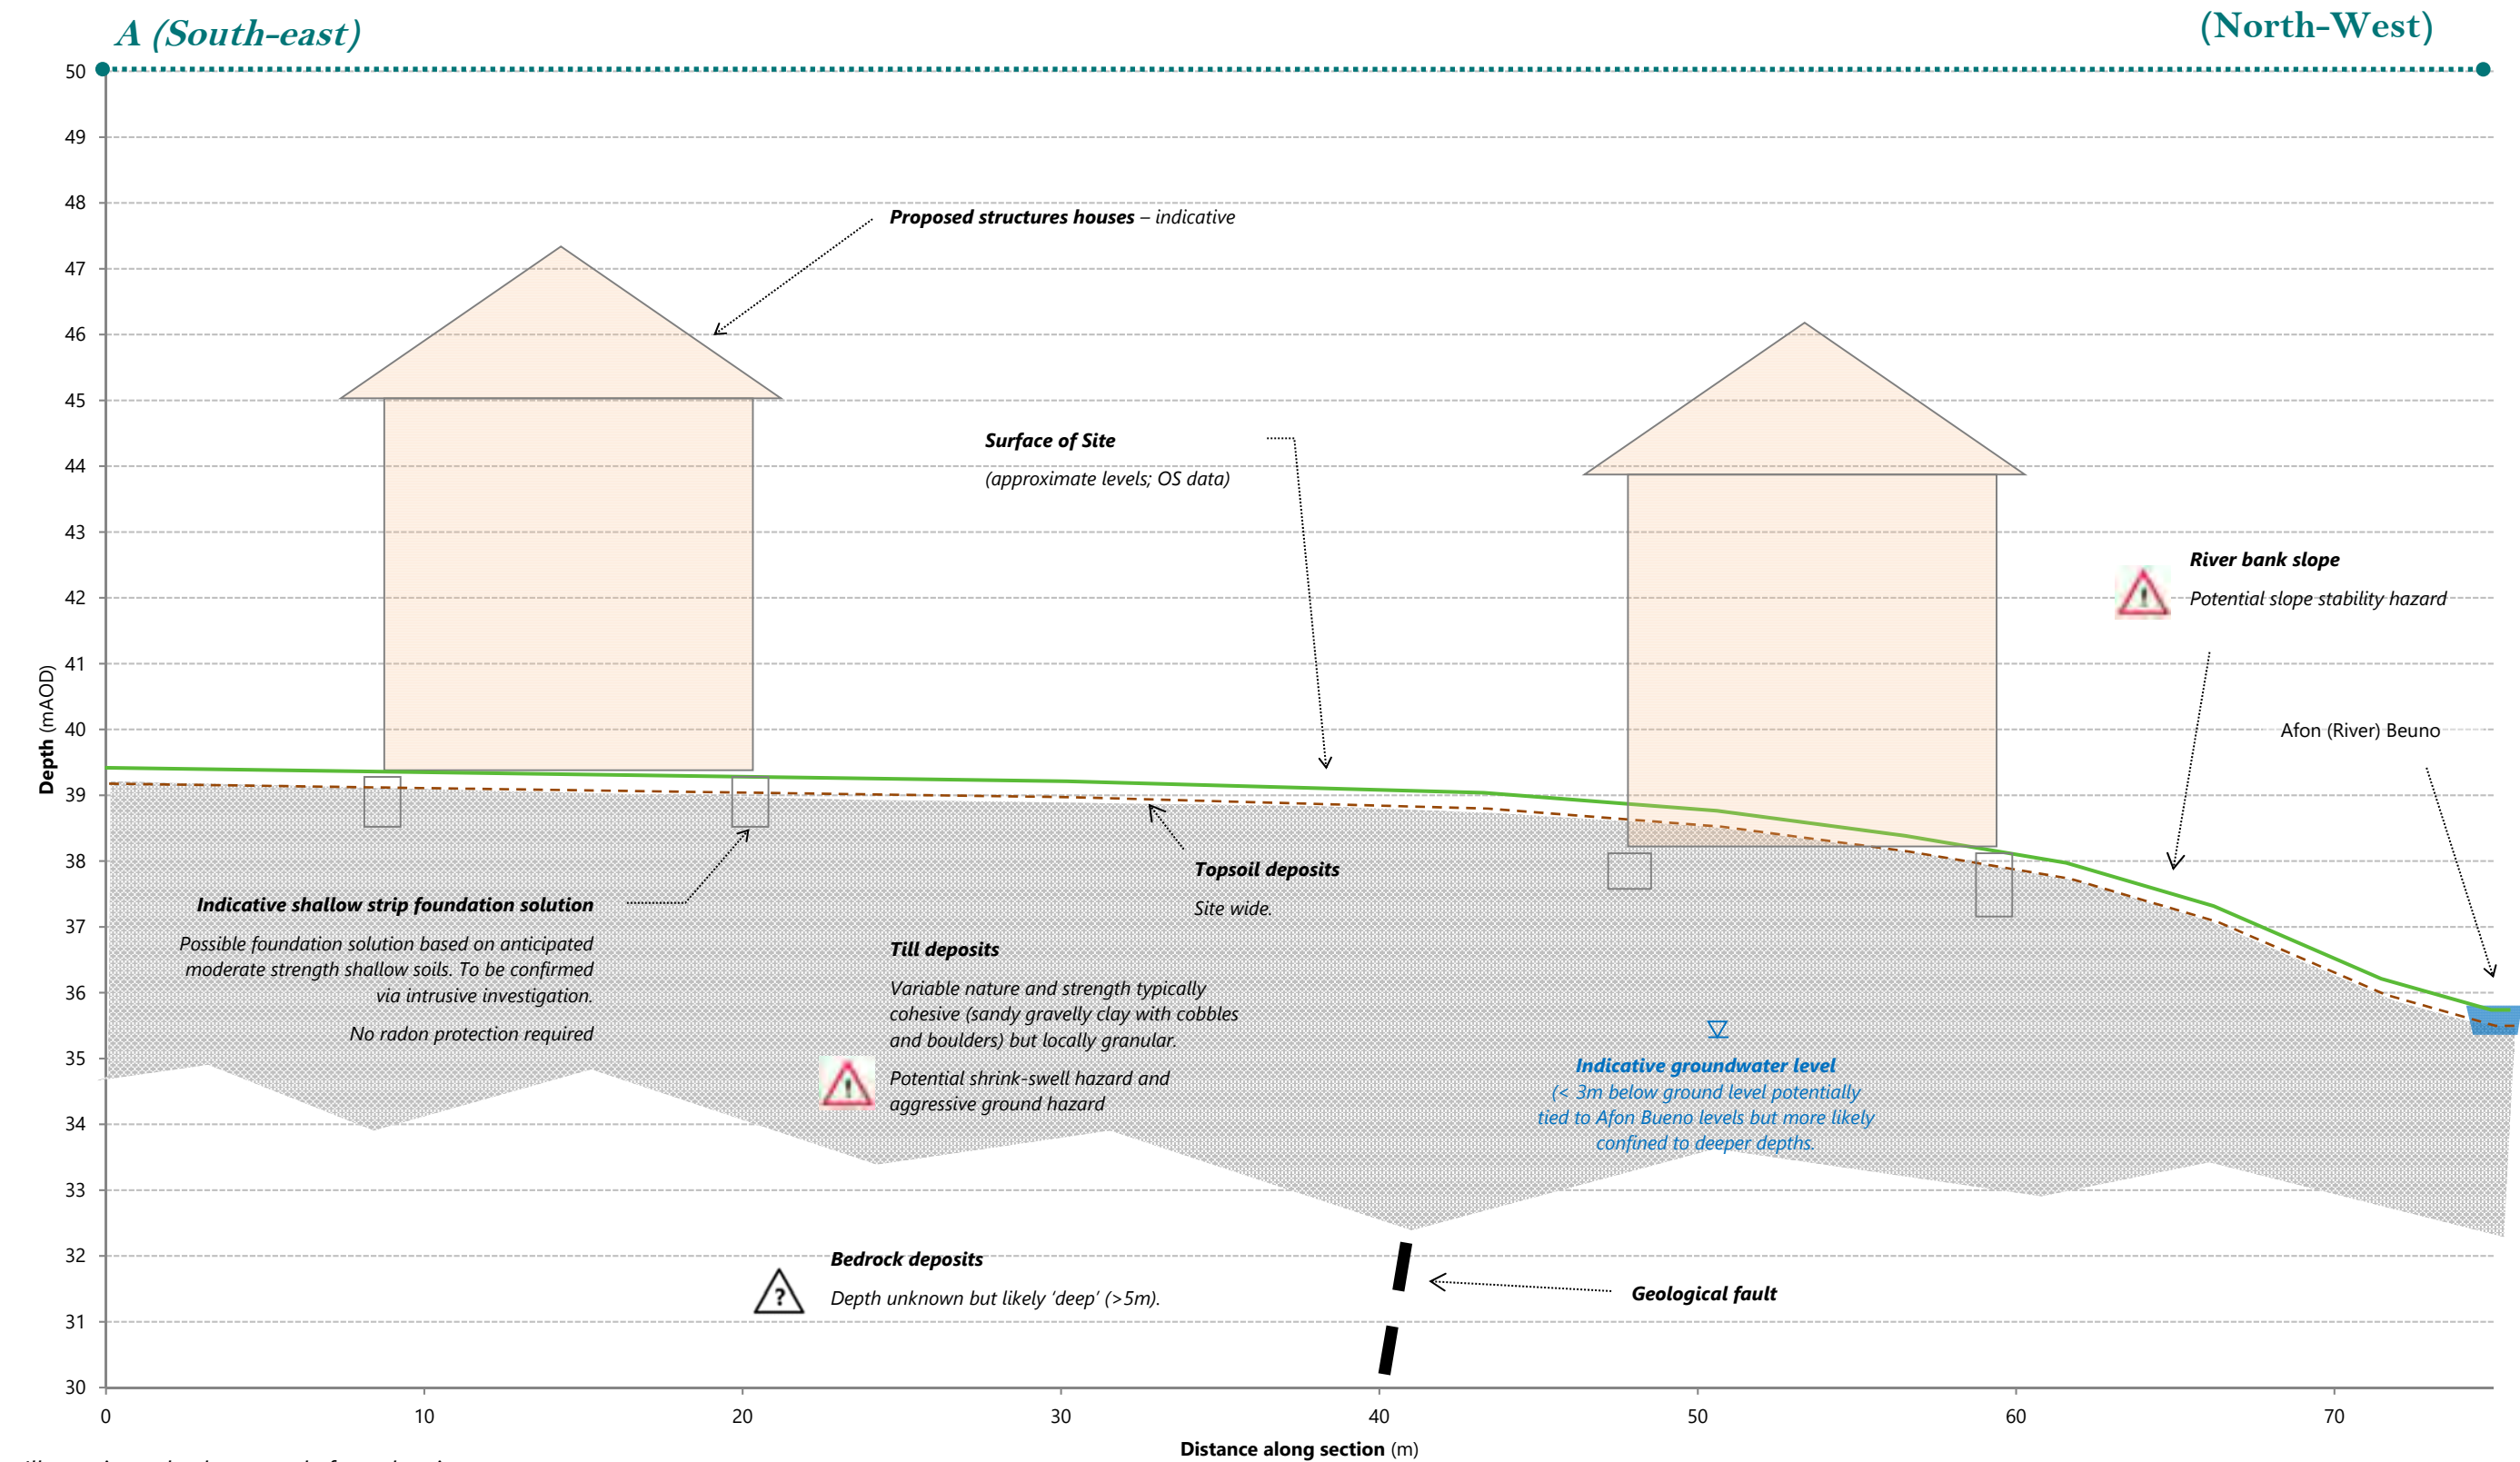 A (South-east)
(North-West)
50
49
48
47
46
45
44
43
42
41
40
39
38
37
36
35
34
33
32
31
30
Depth (mAOD)
Proposed structures houses – indicative
Surface of Site
(approximate levels; OS data)
River bank slope
Potential slope stability hazard
Afon (River) Beuno
Indicative shallow strip foundation solution
Possible foundation solution based on anticipated
moderate strength shallow soils. To be confirmed
via intrusive investigation.
No radon protection required
Topsoil deposits
Site wide.
Till deposits
Variable nature and strength typically
cohesive (sandy gravelly clay with cobbles
and boulders) but locally granular.
!
Potential shrink-swell hazard and
aggressive ground hazard
!
Indicative groundwater level
(< 3m below ground level potentially
tied to Afon Bueno levels but more likely
confined to deeper depths.
Bedrock deposits
?
Depth unknown but likely ‘deep’ (>5m).
Geological fault
0 10 20 30 40 50 60 70
Distance along section (m)